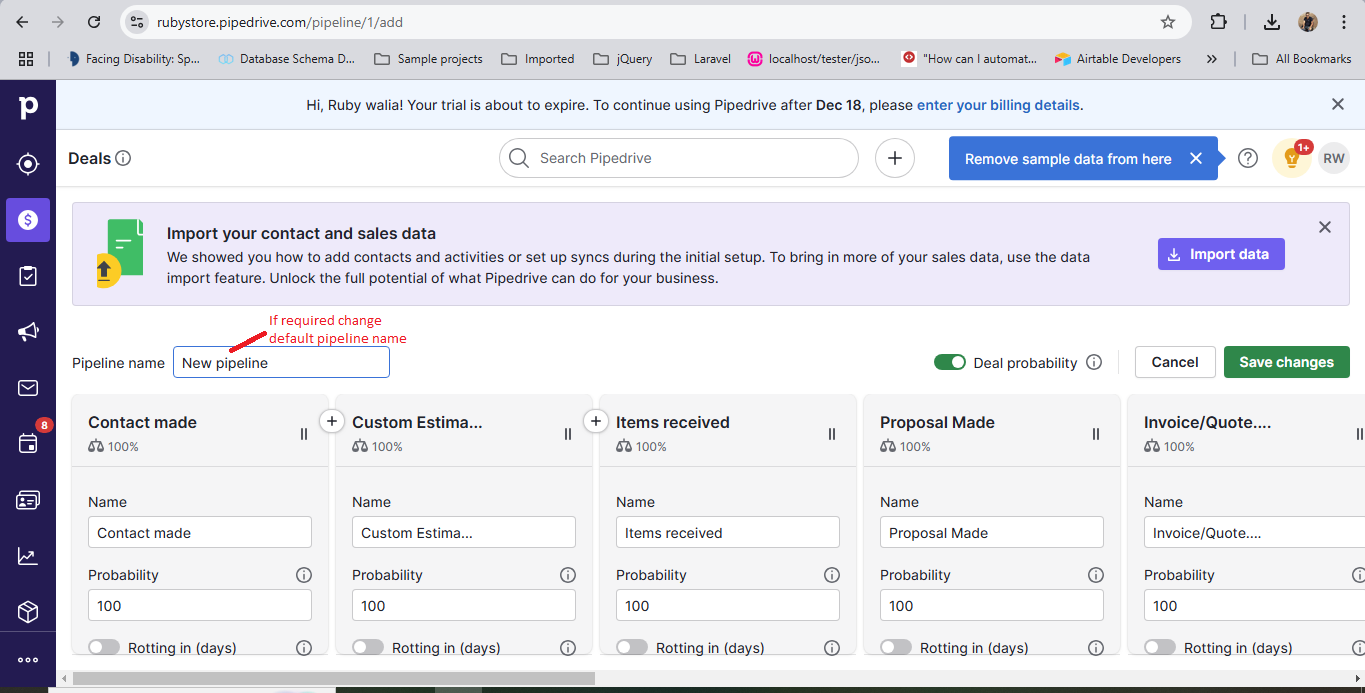 rubystore.pipedrive.com/pipeline/1/add
Facing Disability: Sp...
Database Schema D...
Sample projects
Imported
jQuery
Laravel
localhost/tester/jso...
"How can I automat...
Airtable Developers
»
All Bookmarks
p
Hi, Ruby walia! Your trial is about to expire. To continue using Pipedrive after Dec 18, please enter your billing details.
Deals
Search Pipedrive
Remove sample data from here
1+
RW
Import your contact and sales data
We showed you how to add contacts and activities or set up syncs during the initial setup. To bring in more of your sales data, use the data
import feature. Unlock the full potential of what Pipedrive can do for your business.
Import data
If required change
default pipeline name
Pipeline name
New pipeline
Deal probability
Cancel
Save changes
8
Contact made
100%
Name
Contact made
Probability
100
Rotting in (days)
Custom Estima...
100%
Name
Custom Estima...
Probability
100
Rotting in (days)
Items received
100%
Name
Items received
Probability
100
Rotting in (days)
Proposal Made
100%
Name
Proposal Made
Probability
100
Rotting in (days)
Invoice/Quote....
100%
Name
Invoice/Quote....
Probability
100
Rotting in (days)